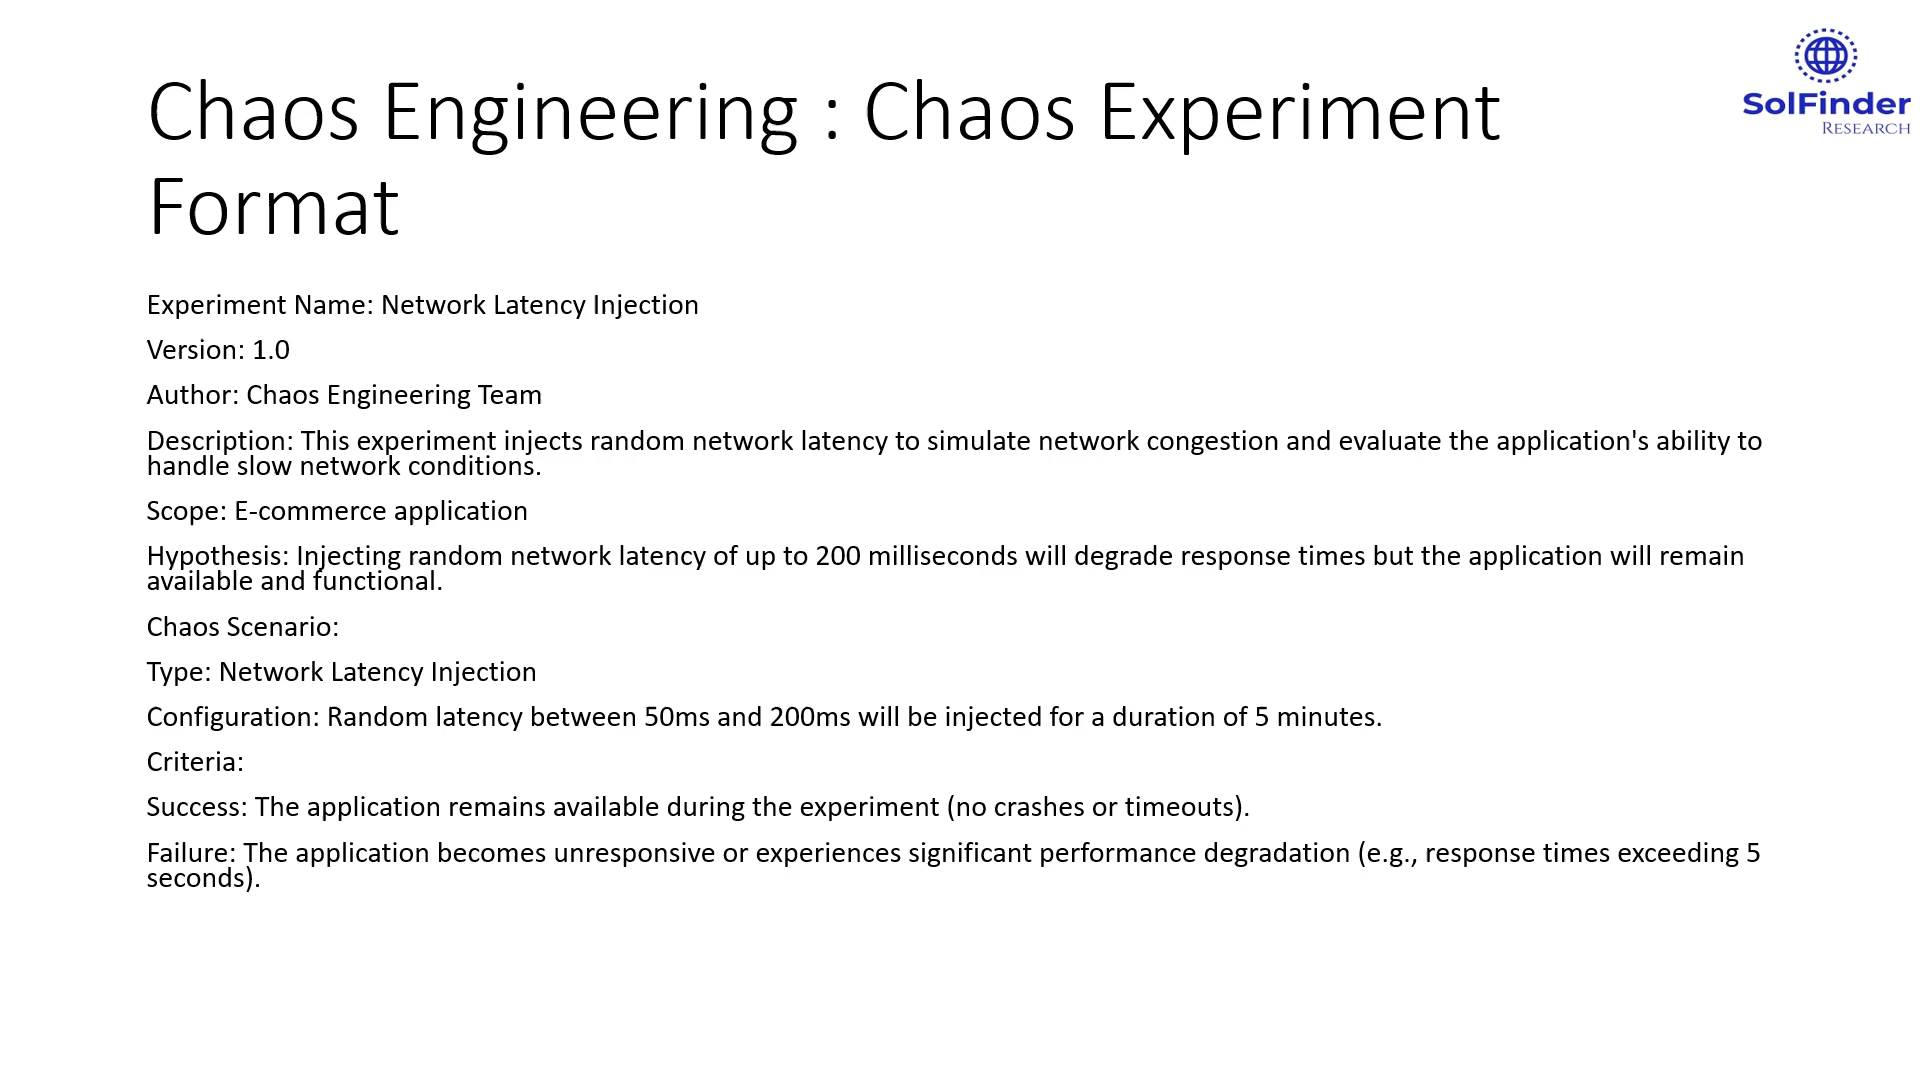 Chaos Engineering : Chaos Experiment
Format
SolFinder
RESEARCH
Experiment Name: Network Latency Injection
Version: 1.0
Author: Chaos Engineering Team
Description: This experiment injects random network latency to simulate network congestion and evaluate the application's ability to
handle slow network conditions.
Scope: E-commerce application
Hypothesis: Injecting random network latency of up to 200 milliseconds will degrade response times but the application will remain
available and functional.
Chaos Scenario:
Type: Network Latency Injection
Configuration: Random latency between 50ms and 200ms will be injected for a duration of 5 minutes.
Criteria:
Success: The application remains available during the experiment (no crashes or timeouts).
Failure: The application becomes unresponsive or experiences significant performance degradation (e.g., response times exceeding 5
seconds).